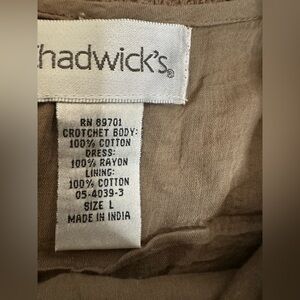 Chadwick's®
RN 89701
CROTCHET BODY:
100% COTTON
DRESS:
100% RAYON
LINING:
100% COTTON
05-4039-3
SIZE L
MADE IN INDIA